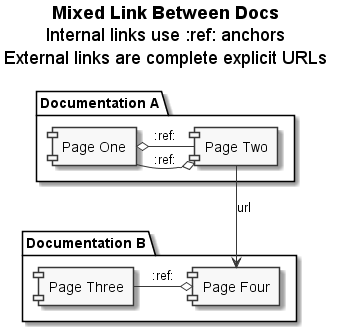 Mixed Link Between Docs
Internal links use :ref: anchors
External links are complete explicit URLs
Documentation A
Page One
:ref:
:ref:
Page Two
url
Documentation B
Page Three
:ref:
Page Four